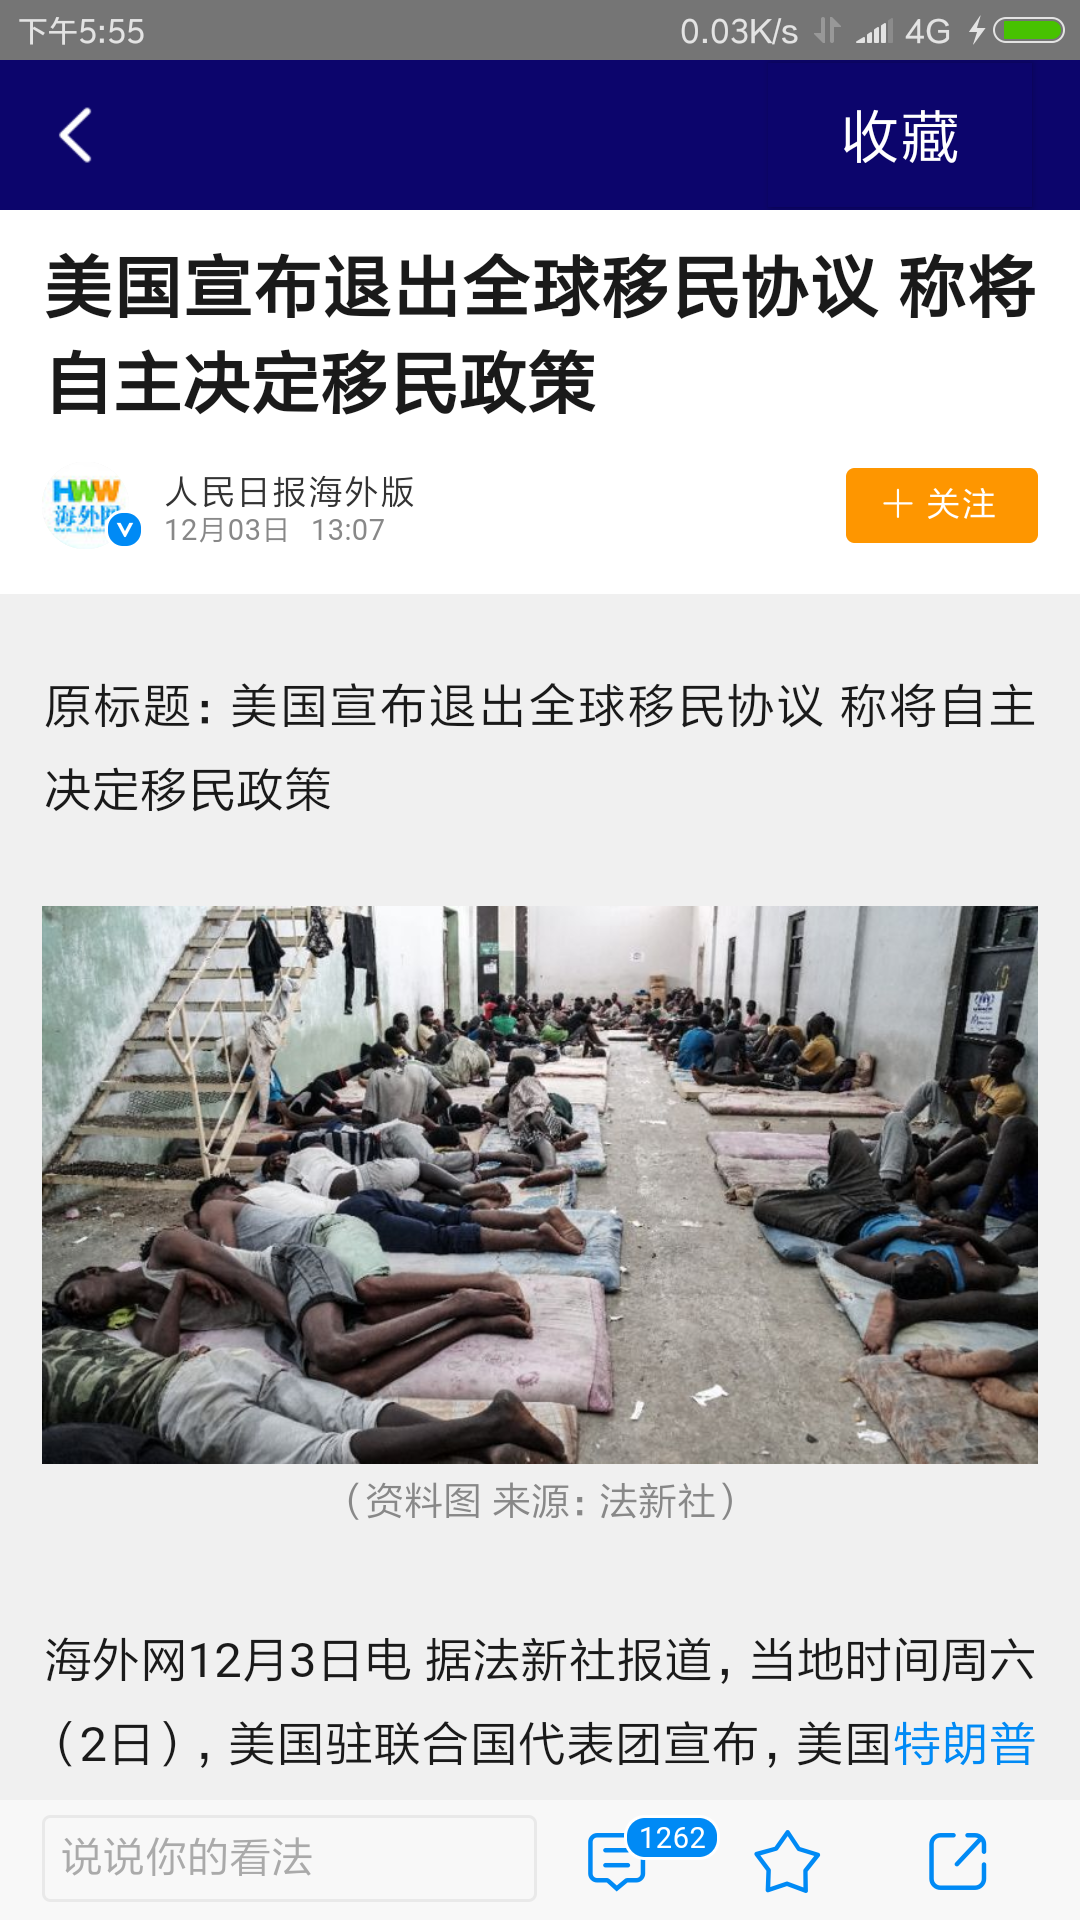 下午5:55
0.03K/s 4G
收藏
美国宣布退出全球移民协议 称将
自主决定移民政策
HWW
海外网
人民日报海外版
12月03日 13:07
+ 关注
原标题：美国宣布退出全球移民协议 称将自主
决定移民政策
（资料图 来源：法新社）
海外网12月3日电 据法新社报道，当地时间周六
（2日），美国驻联合国代表团宣布，美国特朗普
说说你的看法
1262